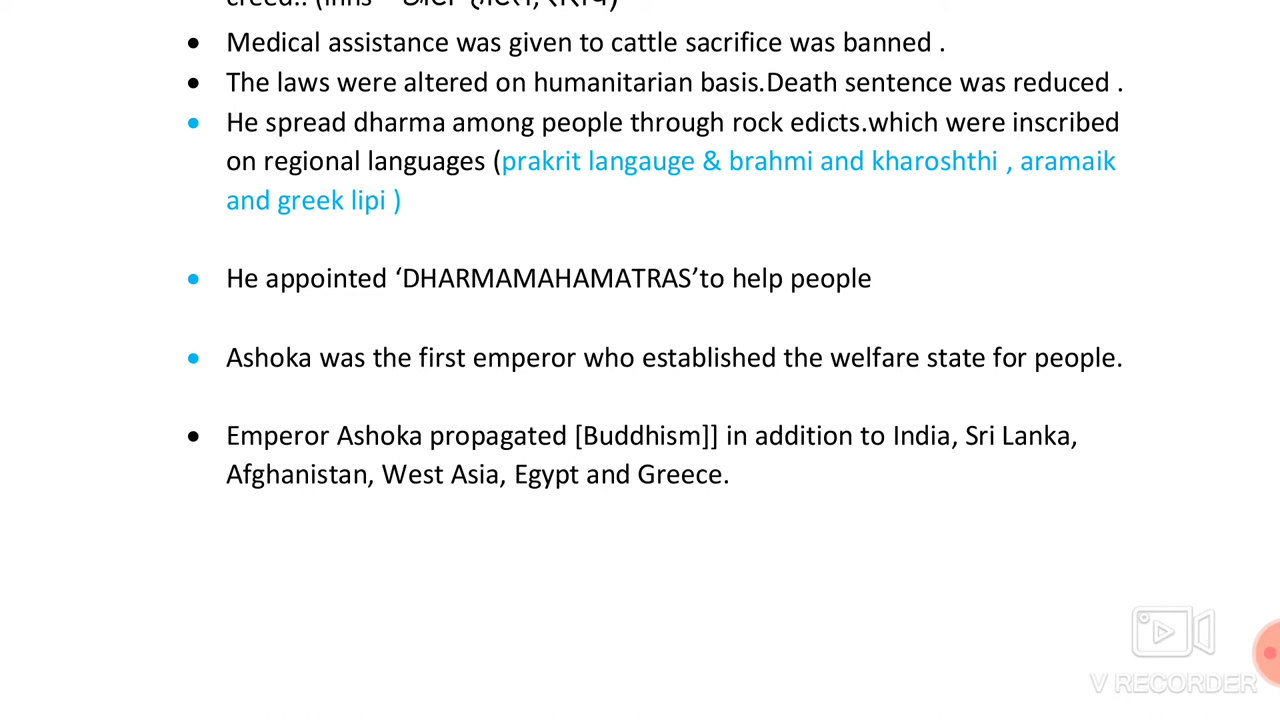 Medical assistance was given to cattle sacrifice was banned .
The laws were altered on humanitarian basis.Death sentence was reduced .
He spread dharma among people through rock edicts.which were inscribed
on regional languages (prakrit langauge & brahmi and kharoshthi , aramaik
and greek lipi )
He appointed ‘DHARMAMAHAMATRAS’to help people
Ashoka was the first emperor who established the welfare state for people.
Emperor Ashoka propagated [Buddhism]] in addition to India, Sri Lanka,
Afghanistan, West Asia, Egypt and Greece.
V RECORDER